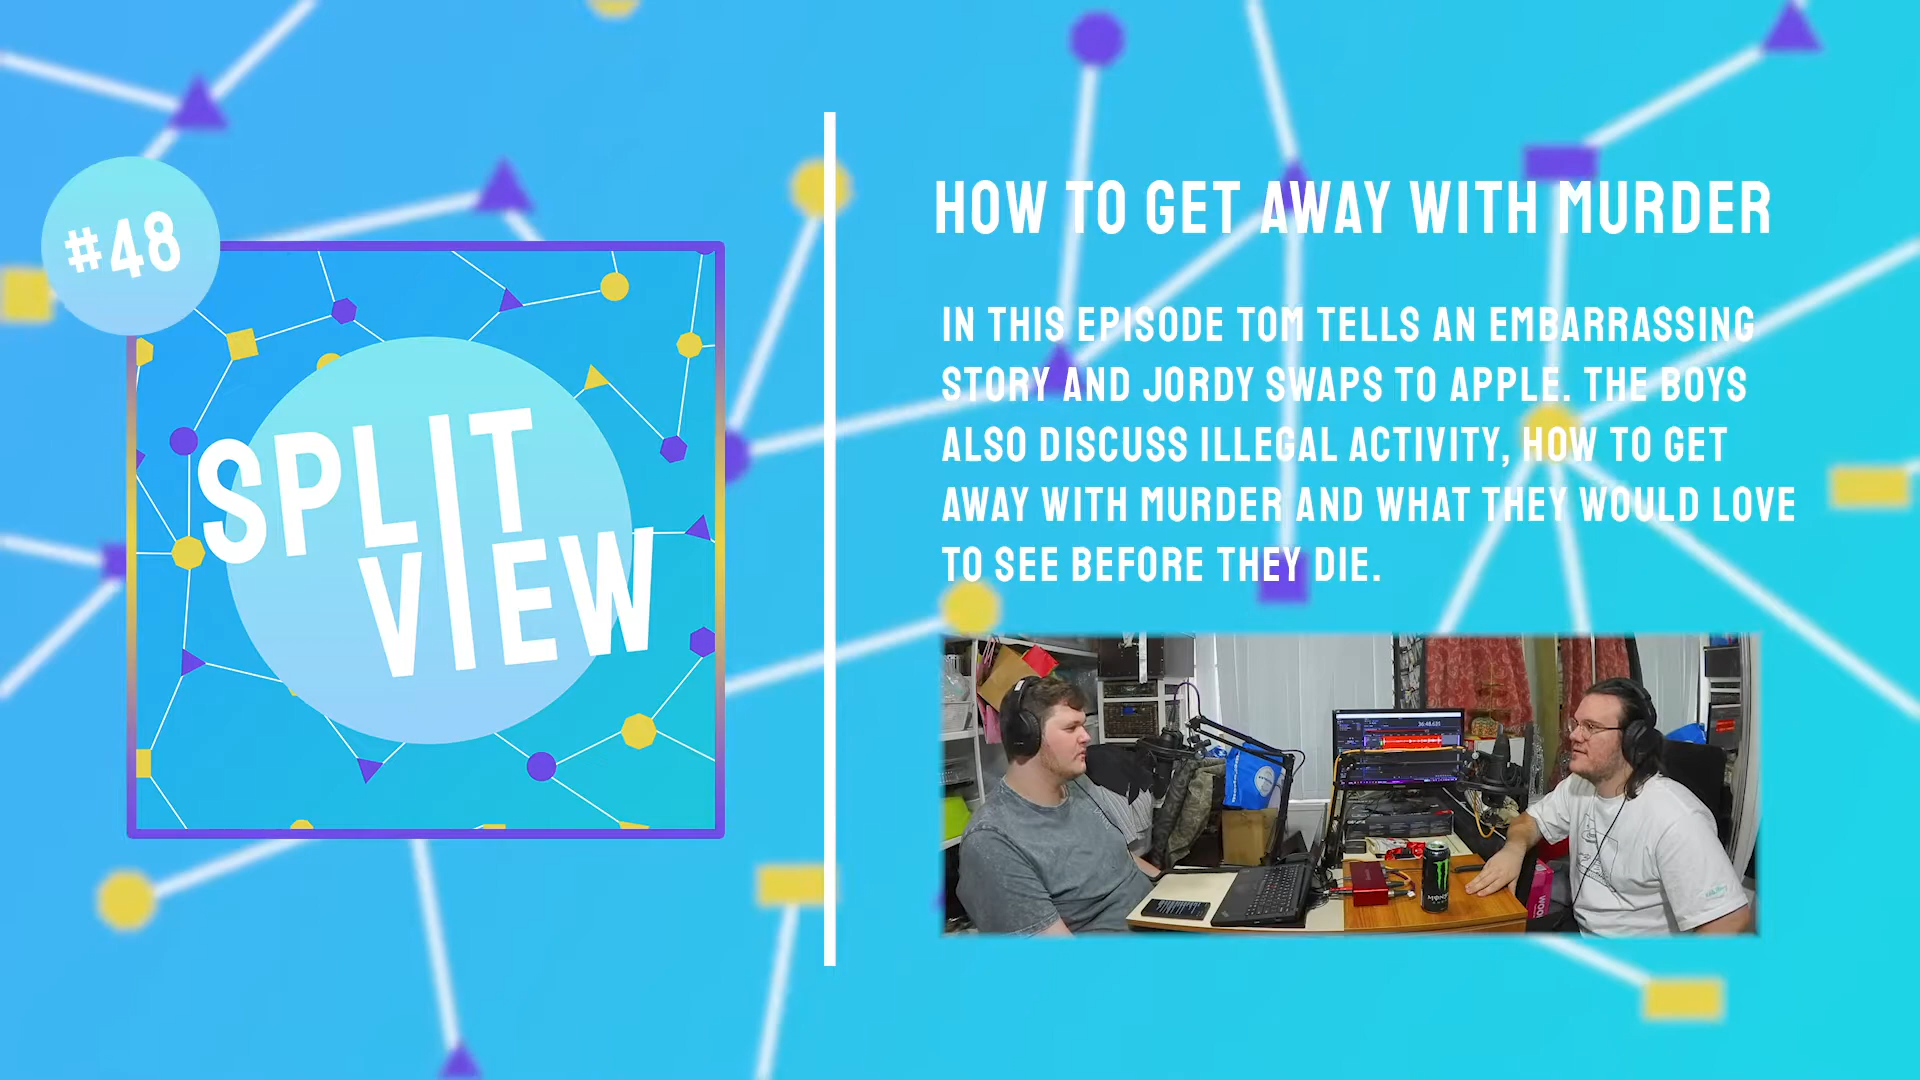 #48
SPLIT
VIEW
HOW TO GET AWAY WITH MURDER
IN THIS EPISODE TOM TELLS AN EMBARRASSING
STORY AND JORDY SWAPS TO APPLE. THE BOYS
ALSO DISCUSS ILLEGAL ACTIVITY, HOW TO GET
AWAY WITH MURDER AND WHAT THEY WOULD LOVE
TO SEE BEFORE THEY DIE.